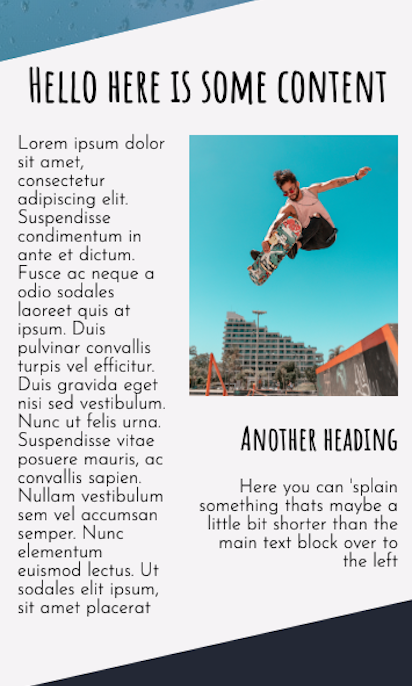 Hello here is some content
Lorem ipsum dolor
sit amet,
consectetur
adipiscing elit.
Suspendisse
condimentum in
ante et dictum.
Fusce ac neque a
odio sodales
laoreet quis at
ipsum. Duis
pulvinar convallis
turpis vel efficitur.
Duis gravida eget
nisi sed vestibulum.
Nunc ut felis urna.
Suspendisse vitae
posuere mauris, ac
convallis sapien.
Nullam vestibulum
sem vel accumsan
semper. Nunc
elementum
euismod lectus. Ut
sodales elit ipsum,
sit amet placerat
Another heading
Here you can 'splain
something thats maybe a
little bit shorter than the
main text block over to
the left